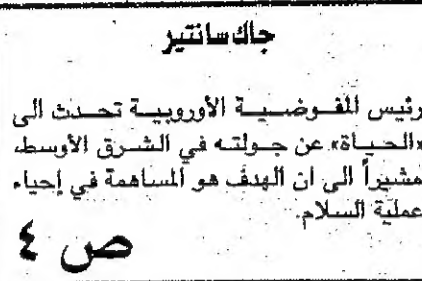 جاك سانتير
رئيس المفوضية الأوروبية تحدث الى
«الحياة» عن جولته في الشرق الأوسط،
مشيراً الى ان الهدف هو المساهمة في إحياء
عملية السلام.
ص ٤